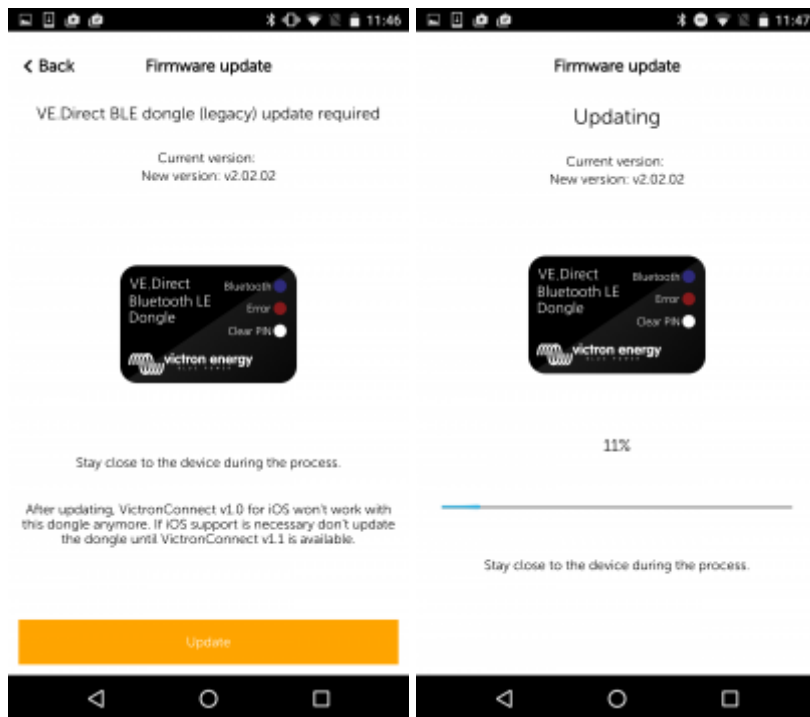 11:46
< Back Firmware update
VE.Direct BLE dongle (legacy) update required
Current version:
New version: v2.02.02
VE.Direct
Bluetooth LE
Dongle
Bluetooth
Error
Clear PIN
victron energy
BLUE POWER
Stay close to the device during the process.
After updating, VictronConnect v1.0 for iOS won't work with
this dongle anymore. If iOS support is necessary don't update
the dongle until VictronConnect v1.1 is available.
Update
11:47
Firmware update
Updating
Current version:
New version: v2.02.02
VE.Direct
Bluetooth LE
Dongle
Bluetooth
Error
Clear PIN
victron energy
BLUE POWER
11%
Stay close to the device during the process.